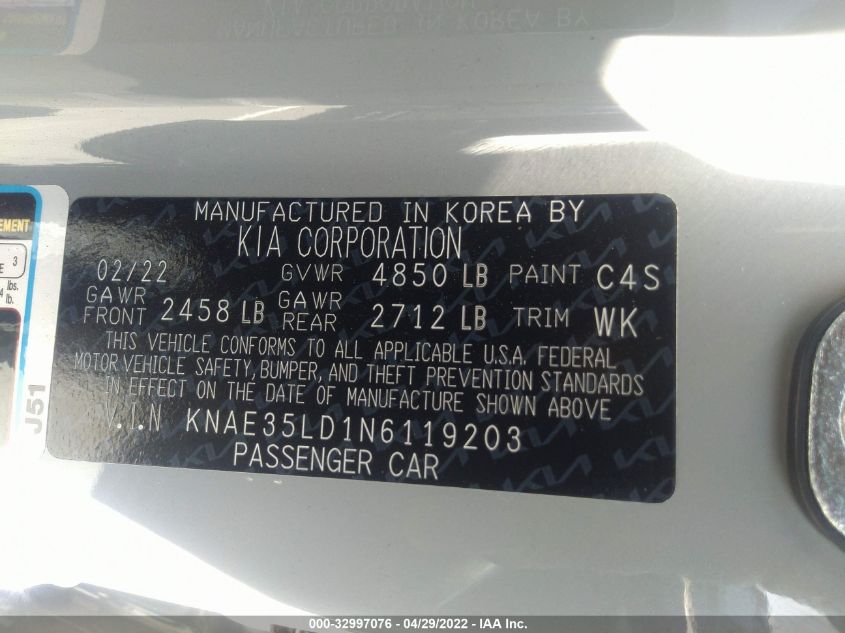 MANUFACTURED IN KOREA BY
KIA CORPORATION
02/22 GVWR 4850 LB PAINT C4S
GAWR FRONT 2458 LB GAWR REAR 2712 LB TRIM WK
THIS VEHICLE CONFORMS TO ALL APPLICABLE U.S.A. FEDERAL
MOTOR VEHICLE SAFETY, BUMPER, AND THEFT PREVENTION STANDARDS
IN EFFECT ON THE DATE OF MANUFACTURE SHOWN ABOVE
V.I.N KNAE35LD1N6119203
PASSENGER CAR
3
lbs.
lb.
J51
000-32997076 - 04/29/2022 - IAA Inc.